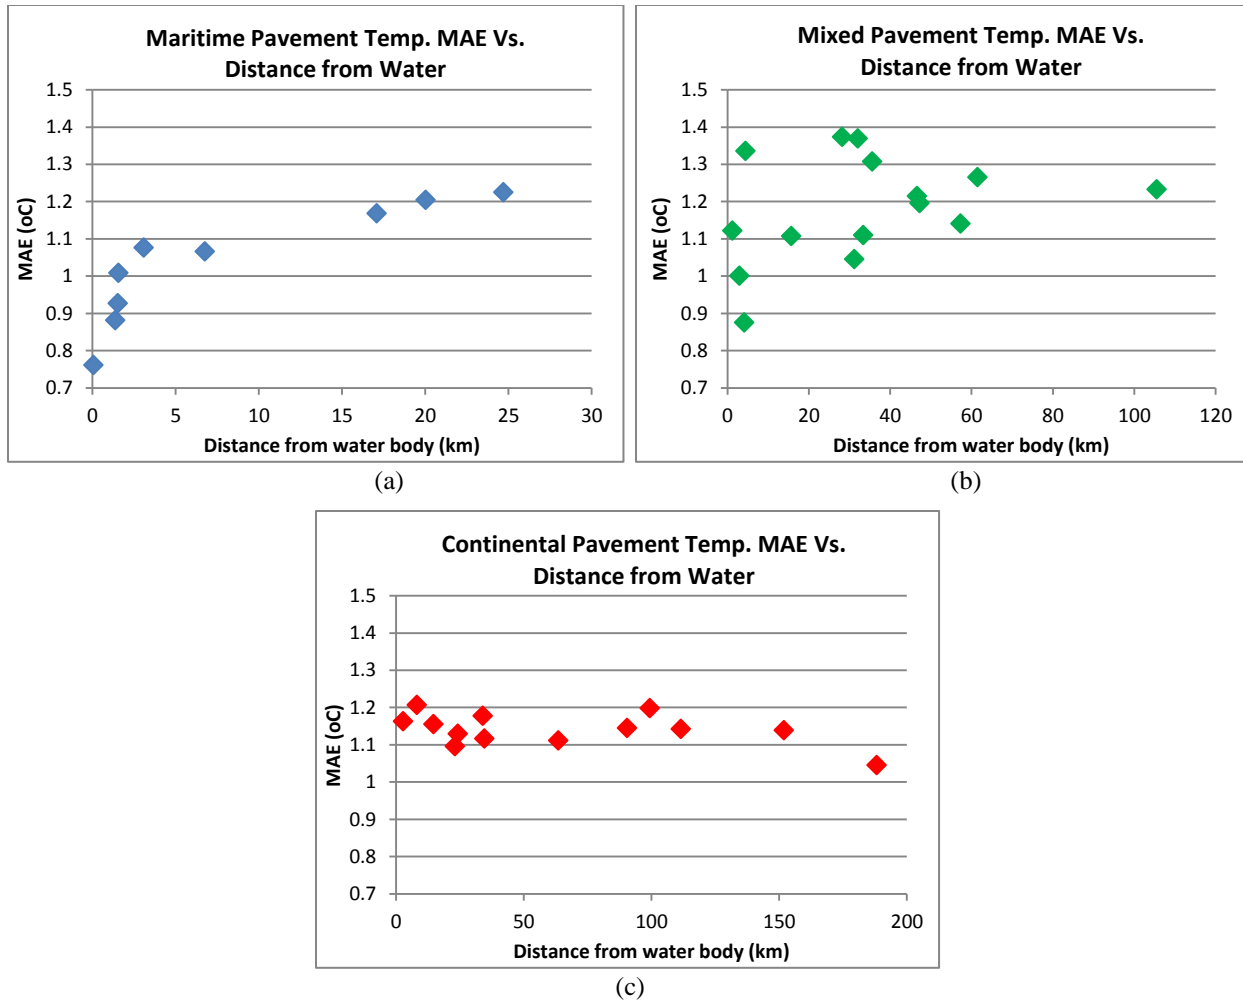 Maritime Pavement Temp. MAE Vs.
Distance from Water
1.5
1.4
1.3
1.2
1.1
1
0.9
0.8
0.7
MAE (oC)
0 5 10 15 20 25 30
Distance from water body (km)
(a)
Mixed Pavement Temp. MAE Vs.
Distance from Water
1.5
1.4
1.3
1.2
1.1
1
0.9
0.8
0.7
MAE (oC)
0 20 40 60 80 100 120
Distance from water body (km)
(b)
Continental Pavement Temp. MAE Vs.
Distance from Water
1.5
1.4
1.3
1.2
1.1
1
0.9
0.8
0.7
MAE (oC)
0 50 100 150 200
Distance from water body (km)
(c)